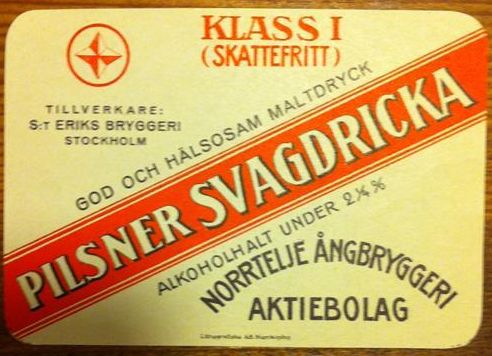 KLASS I
(SKATTEFRITT)
TILLVERKARE:
S:T ERIKS BRYGGERI
STOCKHOLM
GOD OCH HÄLSOSAM MALTDRYCK
PILSNER SVAGDRICKA
ALKOHOLHALT UNDER 2¼ %
NORRTELJE ÅNGBRYGGERI
AKTIEBOLAG